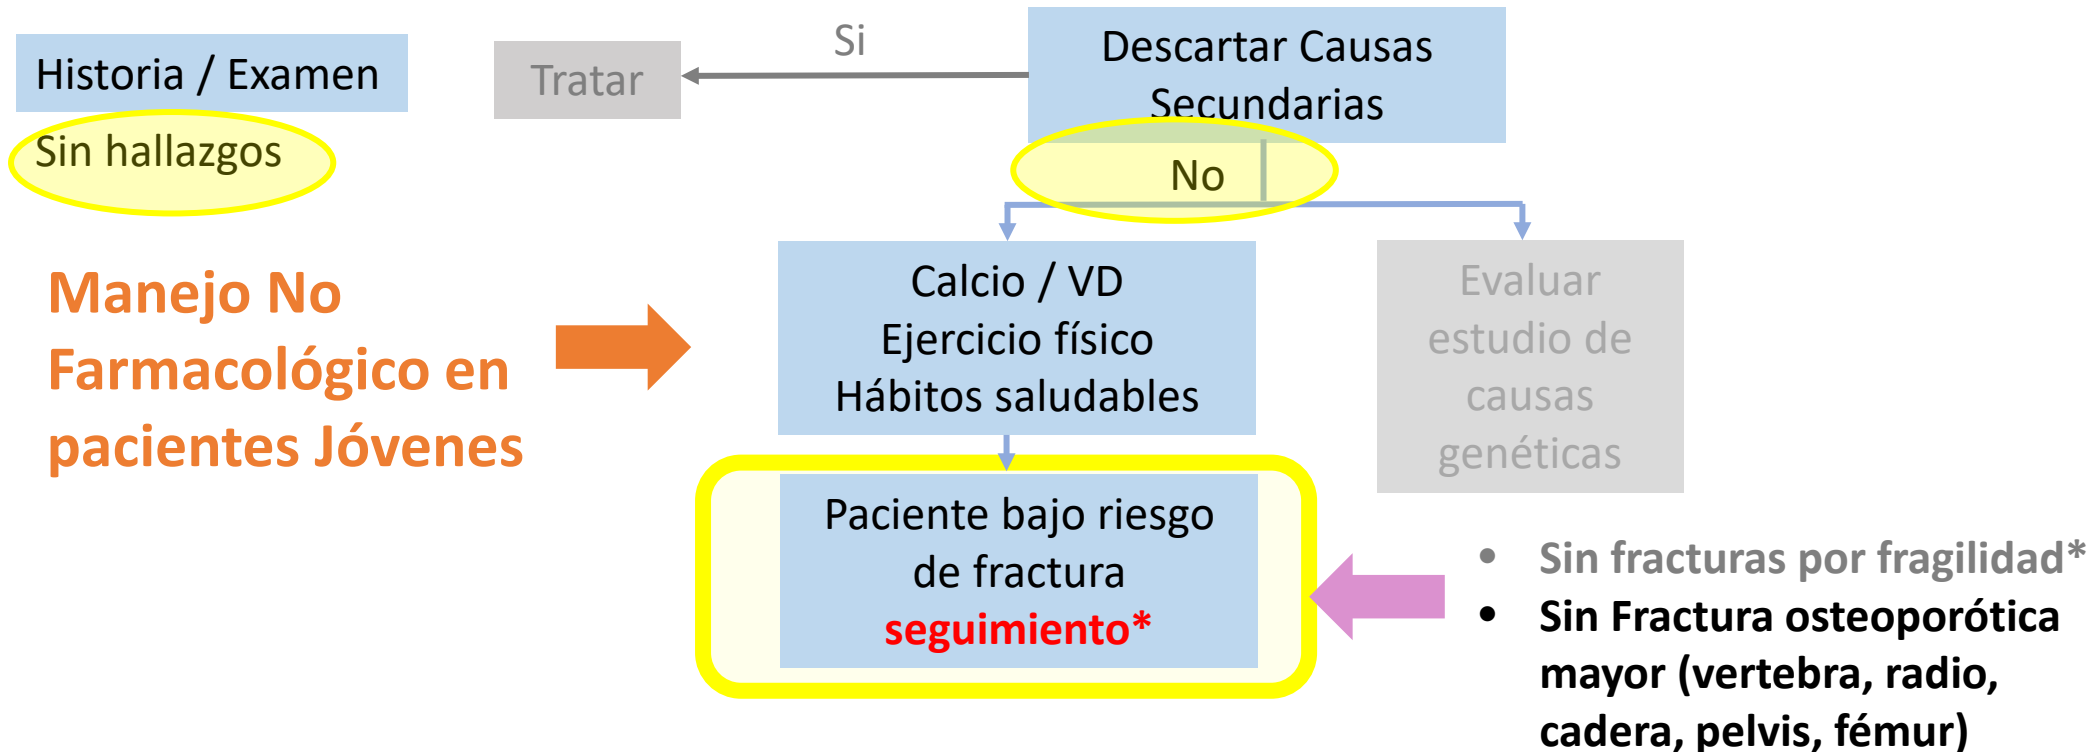 Historia / Examen
Sin hallazgos
Tratar
Si
Descartar Causas
Secundarias
No
Manejo No
Farmacológico en
pacientes Jóvenes
Calcio / VD
Ejercicio físico
Hábitos saludables
Evaluar
estudio de
causas
genéticas
Paciente bajo riesgo
de fractura
seguimiento*
• Sin fracturas por fragilidad*
• Sin Fractura osteoporótica
mayor (vertebra, radio,
cadera, pelvis, fémur)